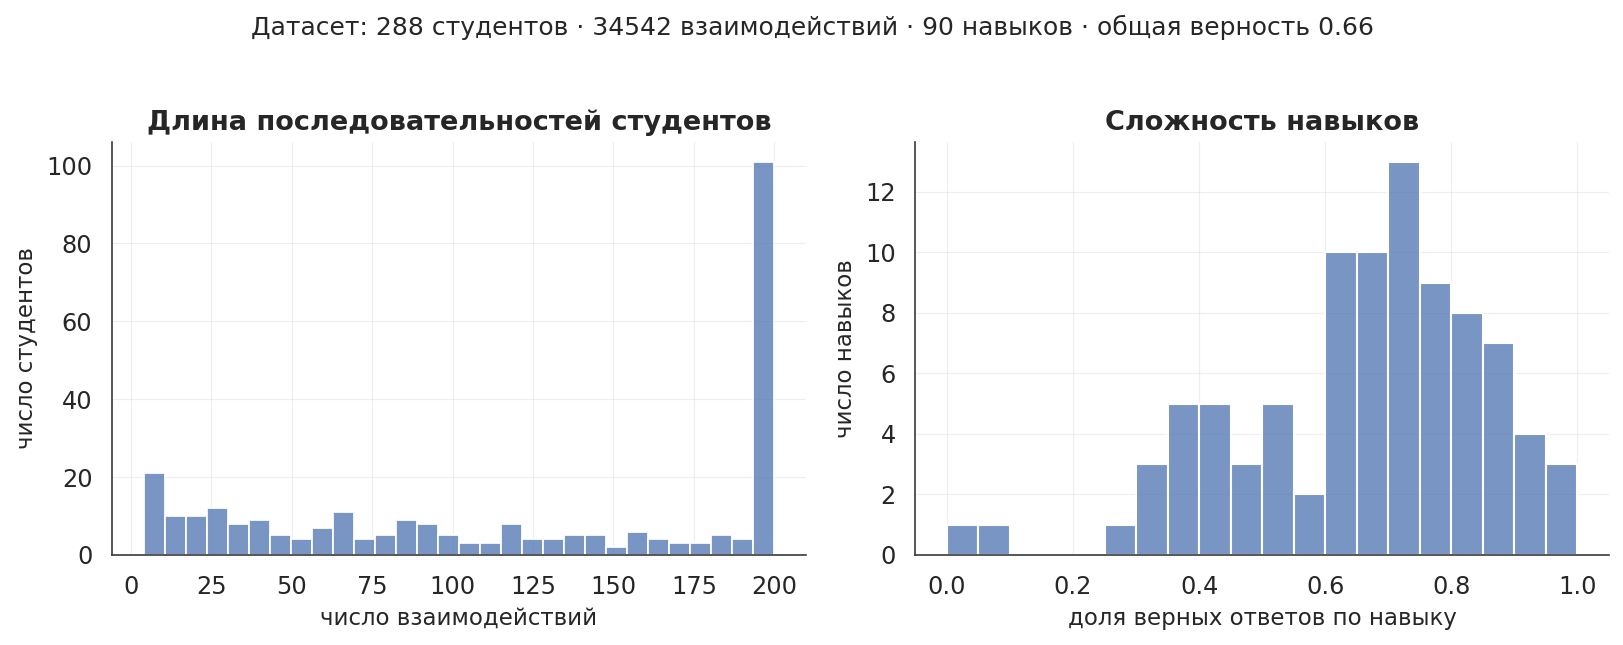 Датасет: 288 студентов · 34542 взаимодействий · 90 навыков · общая верность 0.66
Длина последовательностей студентов
число студентов
100
80
60
40
20
0
0 25 50 75 100 125 150 175 200
число взаимодействий
Сложность навыков
число навыков
12
10
8
6
4
2
0
0.0 0.2 0.4 0.6 0.8 1.0
доля верных ответов по навыку